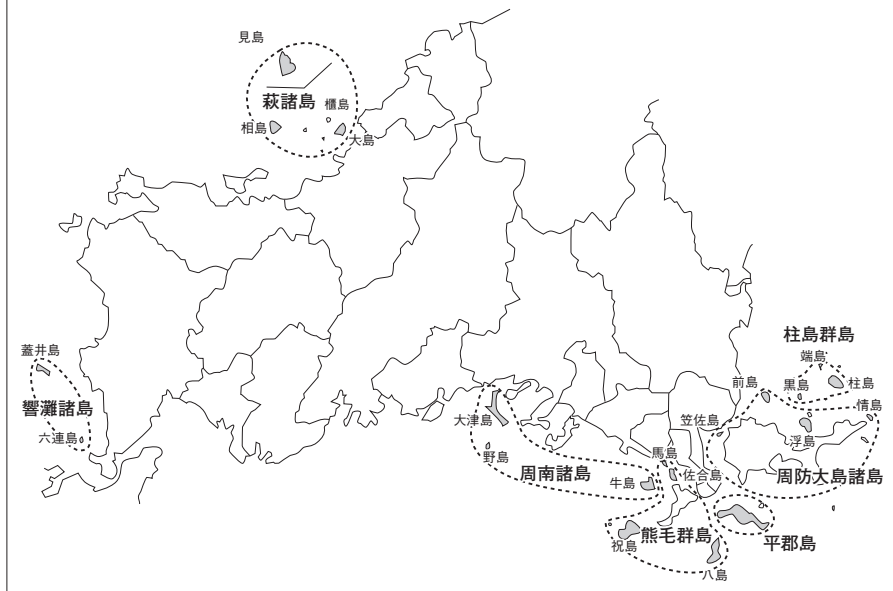 見島
萩諸島
櫃島
相島
大島
蓋井島
響灘諸島
六連島
柱島群島
端島
前島
黒島
柱島
情島
大津島
笠佐島
浮島
野島
馬島
周南諸島
牛島
佐合島
周防大島諸島
祝島
熊毛群島
平郡島
八島